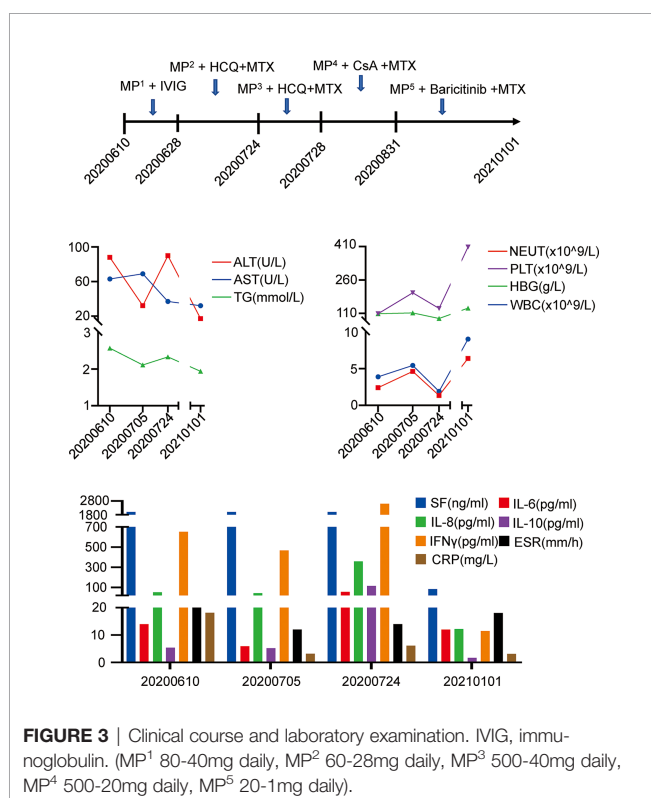 MP² + HCQ+MTX
MP⁴ + CsA +MTX
MP¹ + IVIG
MP³ + HCQ+MTX
MP⁵ + Baricitinib +MTX
20200610
20200628
20200724
20200728
20200831
20210101
100
60
20
3
2
1
ALT(U/L)
AST(U/L)
TG(mmol/L)
20200610
20200705
20200724
20210101
410
260
110
10
5
0
NEUT(x10^9/L)
PLT(x10^9/L)
HBG(g/L)
WBC(x10^9/L)
20200610
20200705
20200724
20210101
2800
1800
700
500
300
100
20
10
0
SF(ng/ml)
IL-6(pg/ml)
IL-8(pg/ml)
IL-10(pg/ml)
IFNγ(pg/ml)
ESR(mm/h)
CRP(mg/L)
20200610
20200705
20200724
20210101
FIGURE 3 | Clinical course and laboratory examination. IVIG, immu-
noglobulin. (MP¹ 80-40mg daily, MP² 60-28mg daily, MP³ 500-40mg daily,
MP⁴ 500-20mg daily, MP⁵ 20-1mg daily).